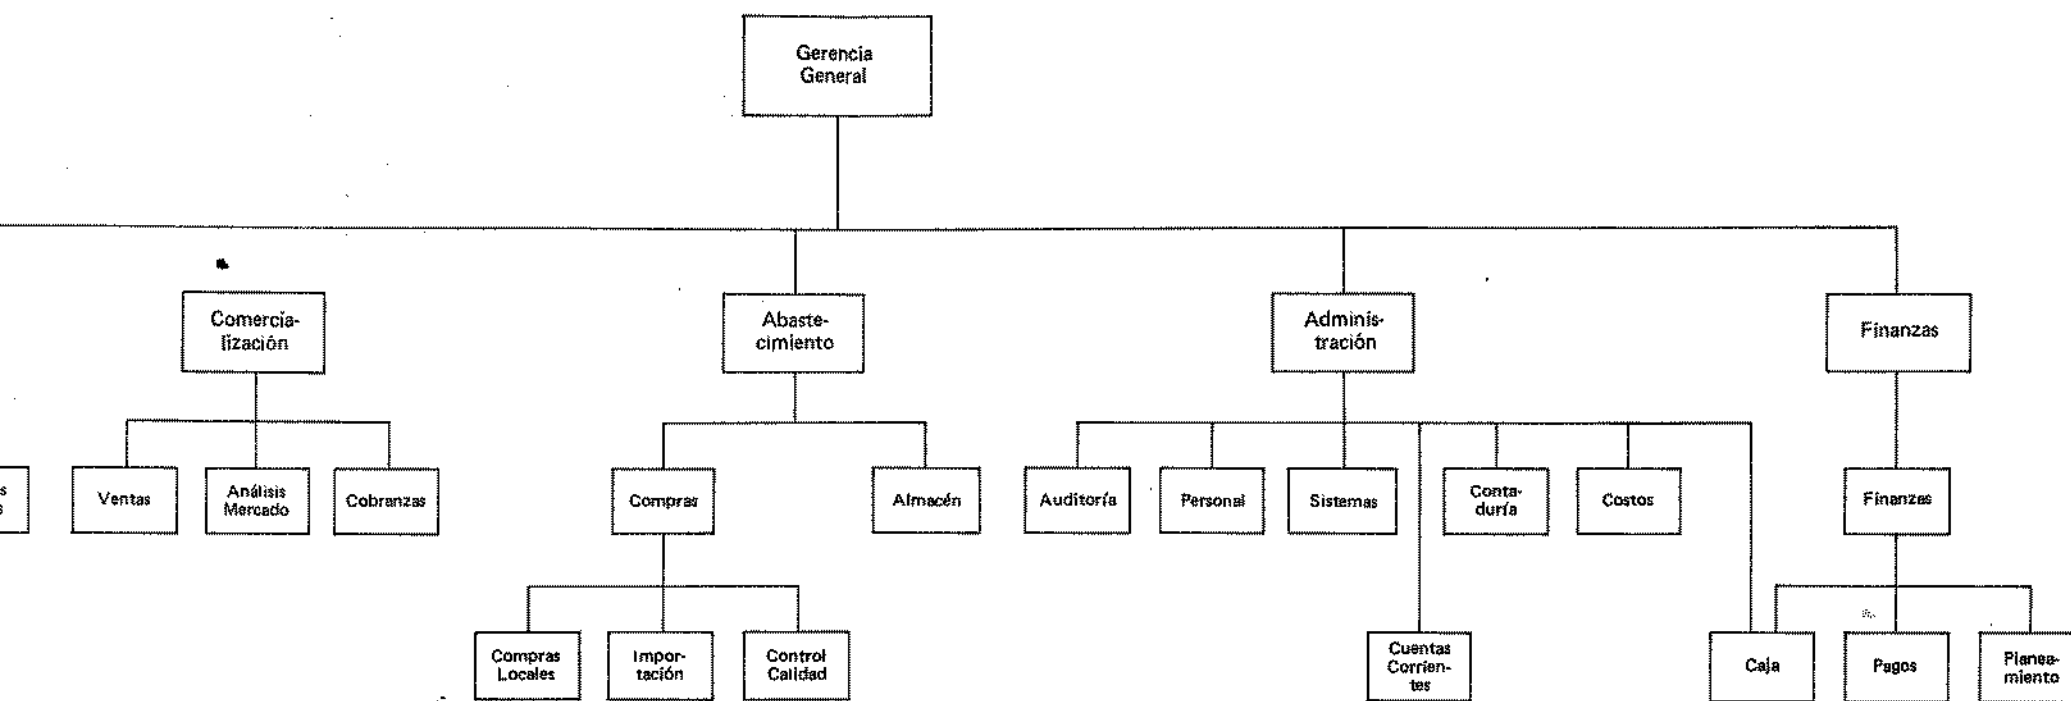 Gerencia
General
Comercia-
lización
Abaste-
cimiento
Adminis-
tración
Finanzas
Ventas
Análisis
Mercado
Cobranzas
Compras
Almacén
Auditoría
Personal
Sistemas
Conta-
duría
Costos
Finanzas
Compras
Locales
Impor-
tación
Control
Calidad
Cuentas
Corrien-
tes
Caja
Pagos
Planea-
miento